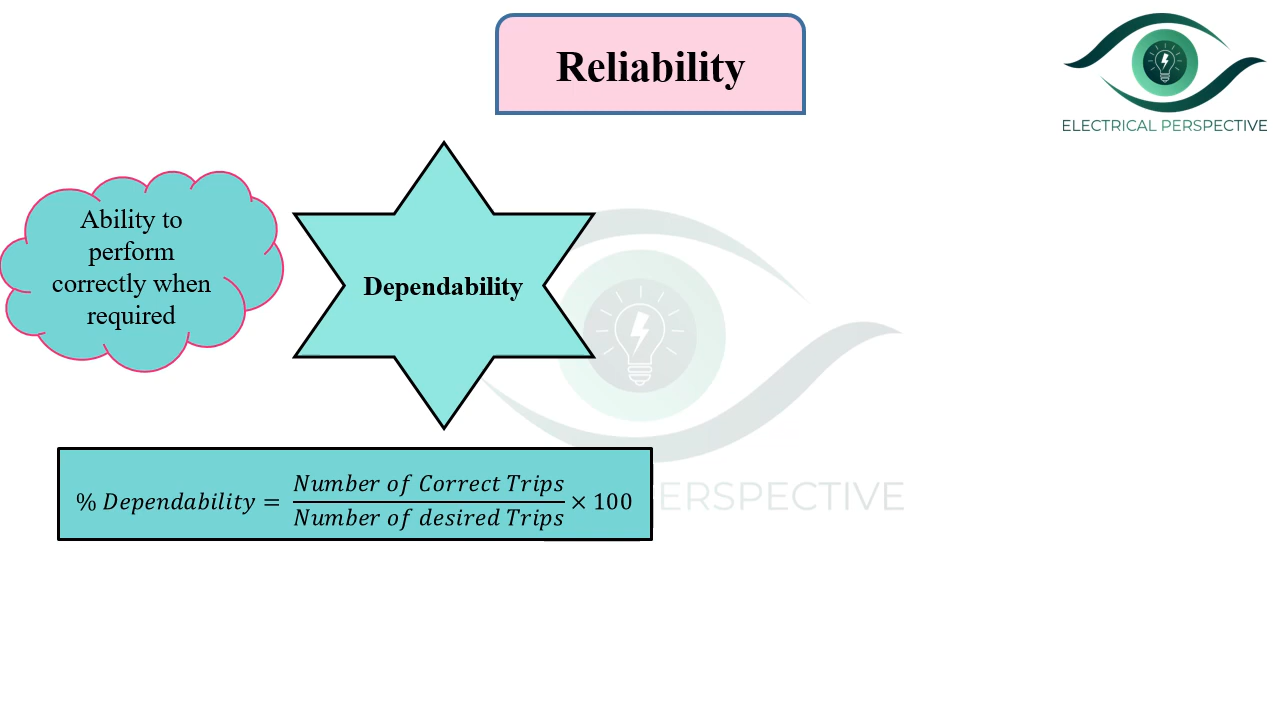 Reliability
ELECTRICAL PERSPECTIVE
Ability to
perform
correctly when
required
Dependability
% Dependability = Number of Correct Trips / Number of desired Trips × 100
PERSPECTIVE